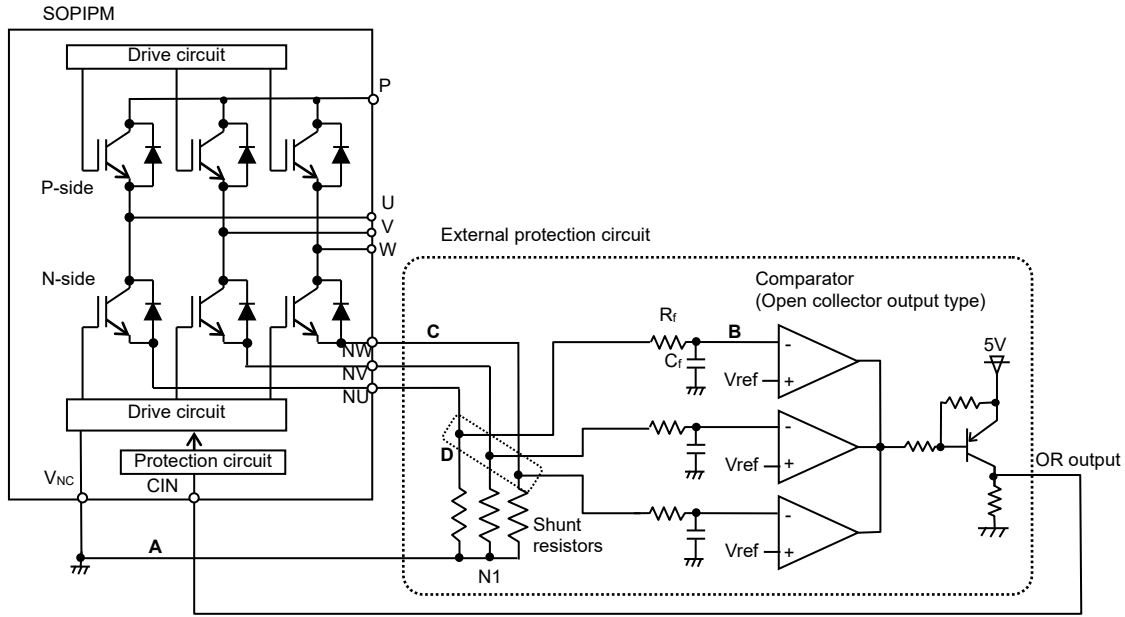 SOPIPM
Drive circuit
P
P-side
U
V
W
External protection circuit
N-side
Comparator
(Open collector output type)
Rf
C
B
5V
NW
Cf
-
Vref
+
NV
NU
Drive circuit
-
D
OR output
Protection circuit
Vref
+
VNC
CIN
-
Shunt
resistors
A
Vref
+
N1